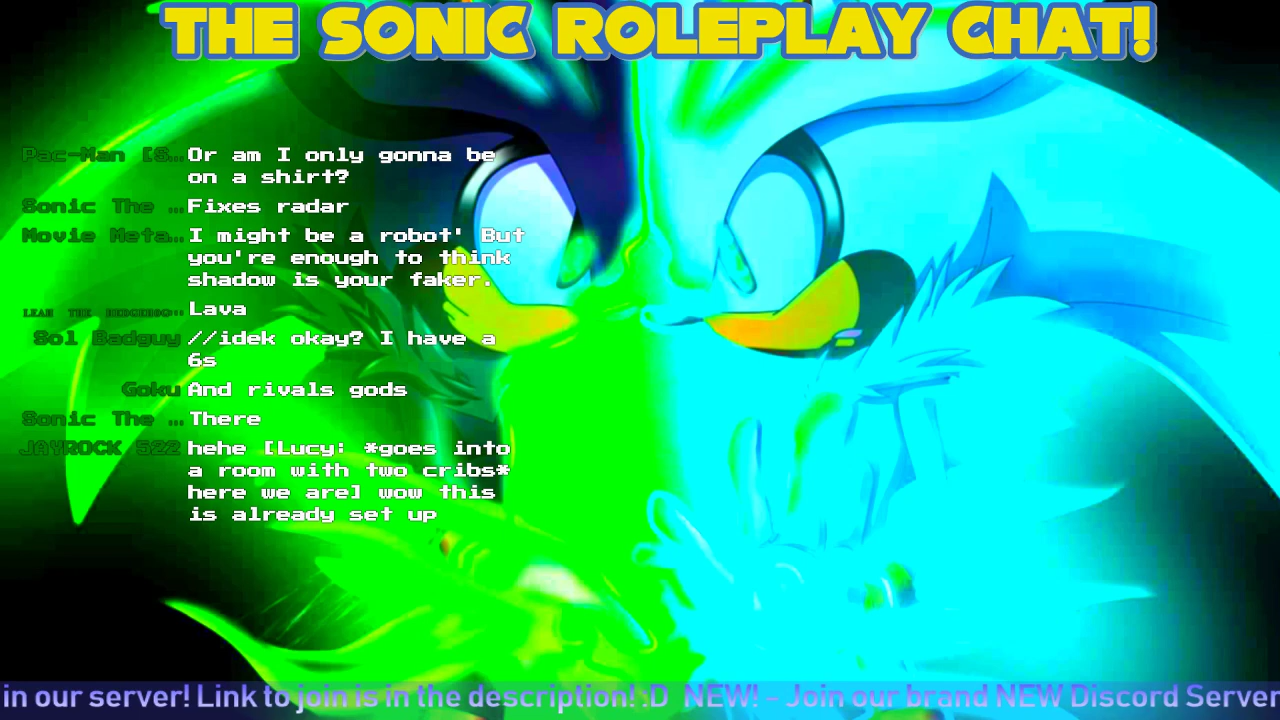 THE SONIC ROLEPLAY CHAT!
Pac-Man [S... Or am I only gonna be
on a shirt?
Sonic The ... Fixes radar
Movie Meta... I might be a robot' But
you're enough to think
shadow is your faker.
LEAH THE HEDGEHOG... Lava
Sol Badguy //idek okay? I have a
6s
Goku And rivals gods
Sonic The ... There
JAYROCK 522 hehe [Lucy: *goes into
a room with two cribs*
here we are] wow this
is already set up
in our server! Link to join is in the description! :D NEW! - Join our brand NEW Discord Server